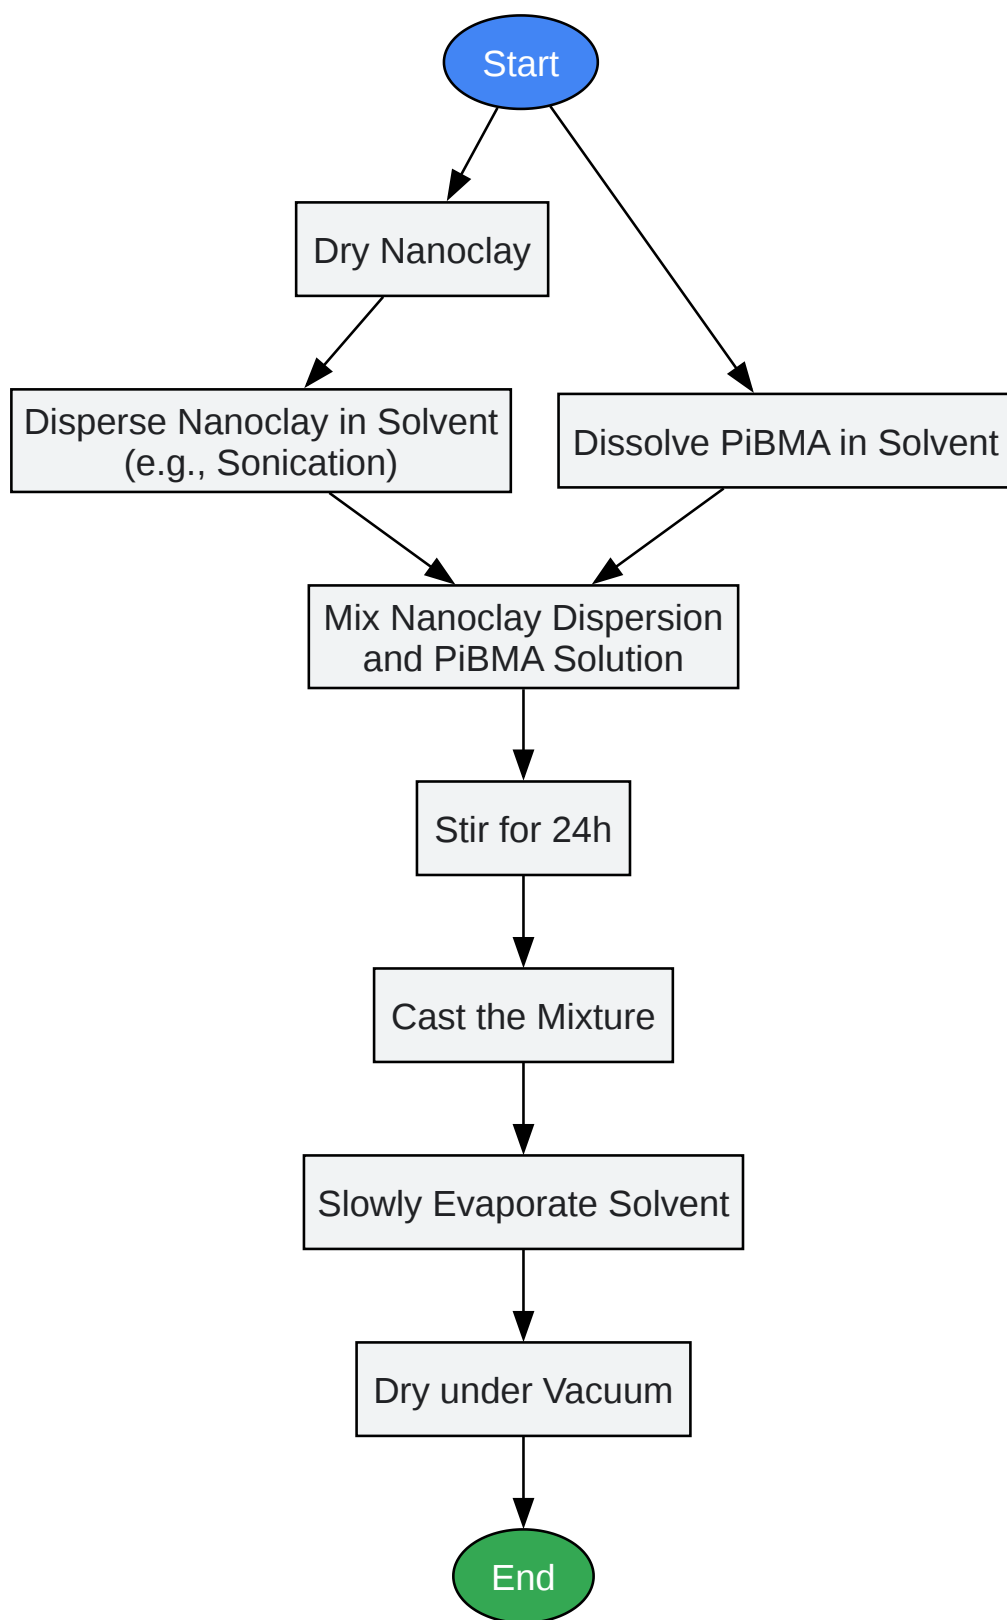 Start
Dry Nanoclay
Disperse Nanoclay in Solvent
(e.g., Sonication)
Dissolve PiBMA in Solvent
Mix Nanoclay Dispersion
and PiBMA Solution
Stir for 24h
Cast the Mixture
Slowly Evaporate Solvent
Dry under Vacuum
End